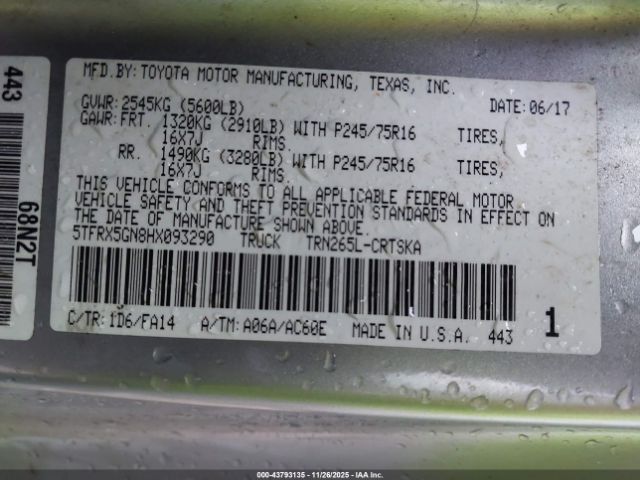 MFD.BY: TOYOTA MOTOR MANUFACTURING, TEXAS, INC.
GVWR: 2545KG (5600LB) DATE: 06/17
GAWR: FRT. 1320KG (2910LB) WITH P245/75R16 TIRES,
16X7J RIMS.
RR. 1490KG (3280LB) WITH P245/75R16 TIRES,
16X7J RIMS.
THIS VEHICLE CONFORMS TO ALL APPLICABLE FEDERAL MOTOR
VEHICLE SAFETY AND THEFT PREVENTION STANDARDS IN EFFECT ON
THE DATE OF MANUFACTURE SHOWN ABOVE.
5TFRX5GN8HX093290 TRUCK TRN265L-CRTSKA
C/TR: 1D6/FA14 A/TM: A06A/AC60E MADE IN U.S.A. 443 1
443
68N2T
000-43793135 - 11/26/2025 - IAAI.COM